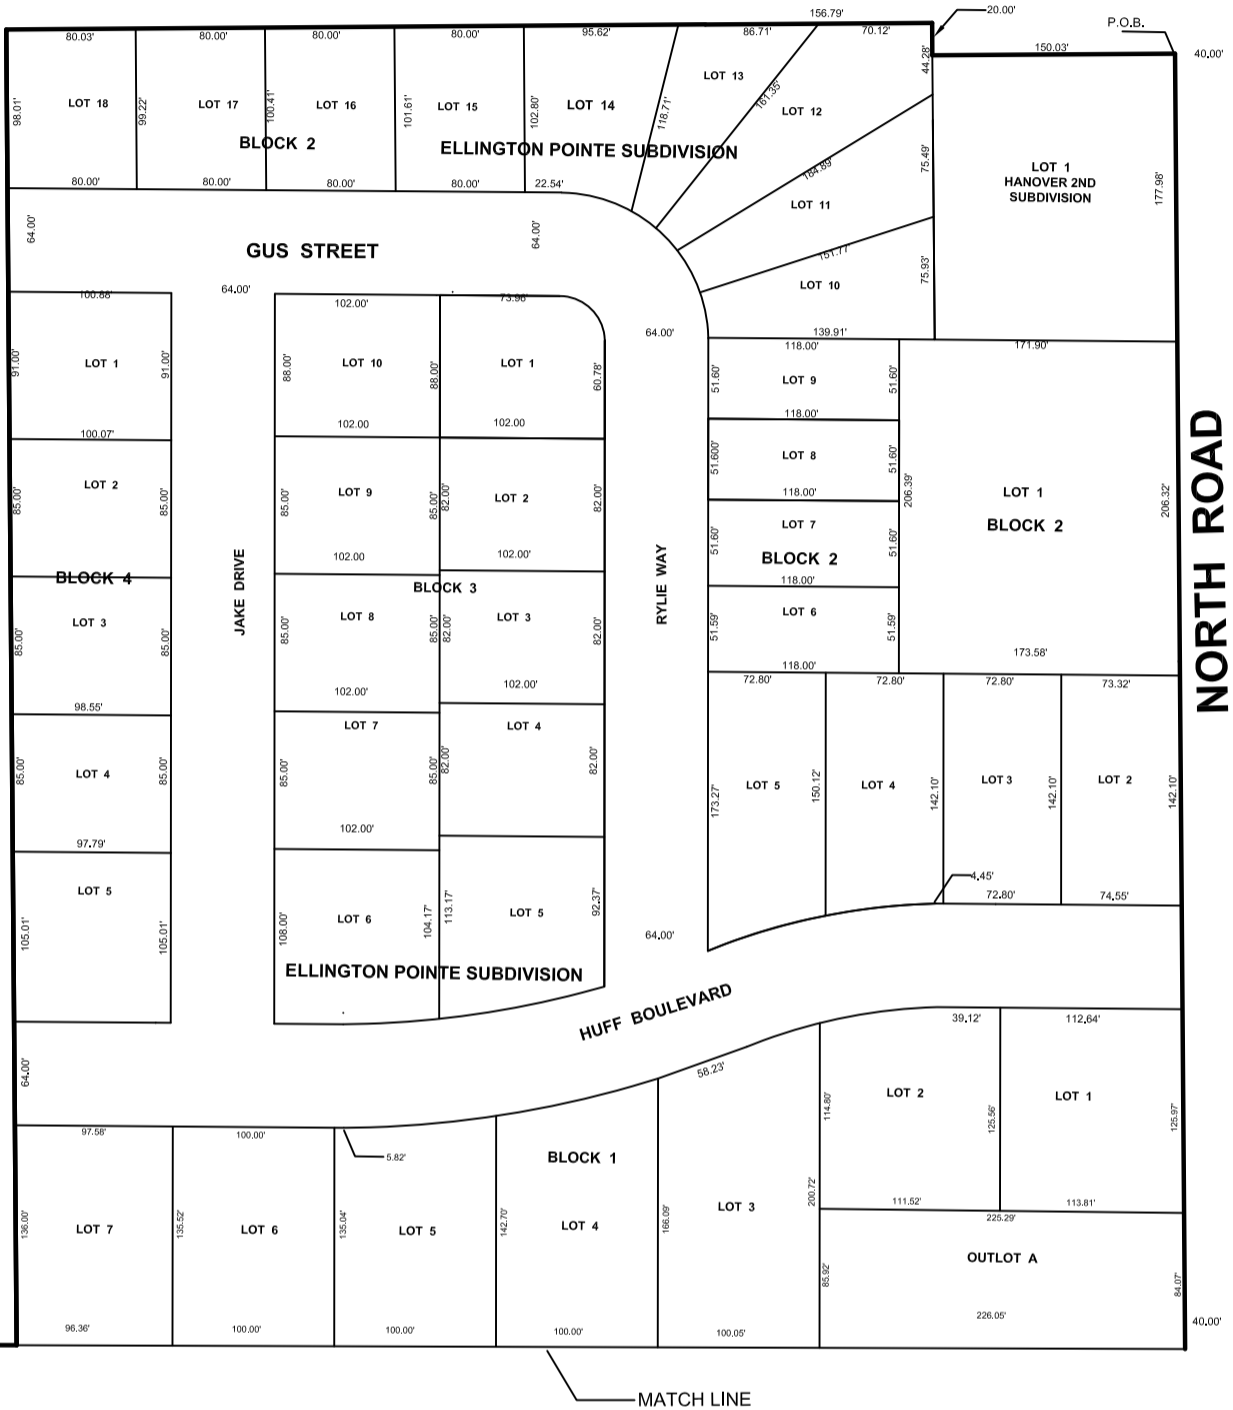 156.79'
20.00'
P.O.B.
80.03'
80.00'
80.00'
80.00'
95.62'
86.71'
70.12'
150.03'
40.00'
44.28'
98.01'
LOT 18
99.22'
LOT 17
100.41'
LOT 16
101.61'
LOT 15
102.80'
LOT 14
118.71'
LOT 13
161.35'
LOT 12
BLOCK 2
ELLINGTON POINTE SUBDIVISION
184.89'
75.49'
LOT 1
HANOVER 2ND
SUBDIVISION
177.98'
80.00'
80.00'
80.00'
80.00'
22.54'
LOT 11
64.00'
GUS STREET
64.00'
151.77'
75.93'
LOT 10
100.88'
64.00'
102.00'
73.96'
64.00'
139.91'
118.00'
171.90'
91.00'
LOT 1
91.00'
88.00'
LOT 10
88.00'
LOT 1
60.78'
51.60'
LOT 9
51.60'
100.07'
102.00
102.00
118.00'
85.00'
LOT 2
85.00'
85.00'
LOT 9
85.00'
82.00'
LOT 2
82.00'
51.600'
LOT 8
51.60'
118.00'
206.39'
LOT 1
BLOCK 2
206.32'
NORTH ROAD
102.00
102.00'
51.60'
LOT 7
51.60'
BLOCK 2
118.00'
BLOCK 4
JAKE DRIVE
BLOCK 3
RYLIE WAY
85.00'
LOT 3
85.00'
85.00'
LOT 8
85.00'
82.00'
LOT 3
82.00'
51.59'
LOT 6
51.59'
118.00'
173.58'
98.55'
102.00'
102.00'
72.80'
72.80'
72.80'
73.32'
85.00'
LOT 4
85.00'
85.00'
LOT 7
85.00'
82.00'
LOT 4
82.00'
173.27'
LOT 5
150.12'
LOT 4
142.10'
LOT 3
142.10'
LOT 2
142.10'
97.79'
102.00'
4.45'
72.80'
74.55'
105.01'
LOT 5
105.01'
108.00'
LOT 6
104.17'
113.17'
LOT 5
92.37'
64.00'
ELLINGTON POINTE SUBDIVISION
HUFF BOULEVARD
64.00'
58.23'
39.12'
112.64'
114.80'
LOT 2
125.56'
LOT 1
125.97'
97.58'
100.00'
5.82'
BLOCK 1
136.00'
LOT 7
135.52'
LOT 6
135.04'
LOT 5
142.70'
LOT 4
166.09'
LOT 3
200.72'
111.52'
113.81'
225.29'
85.92'
OUTLOT A
84.07'
226.05'
96.36'
100.00'
100.00'
100.00'
100.05'
40.00'
MATCH LINE